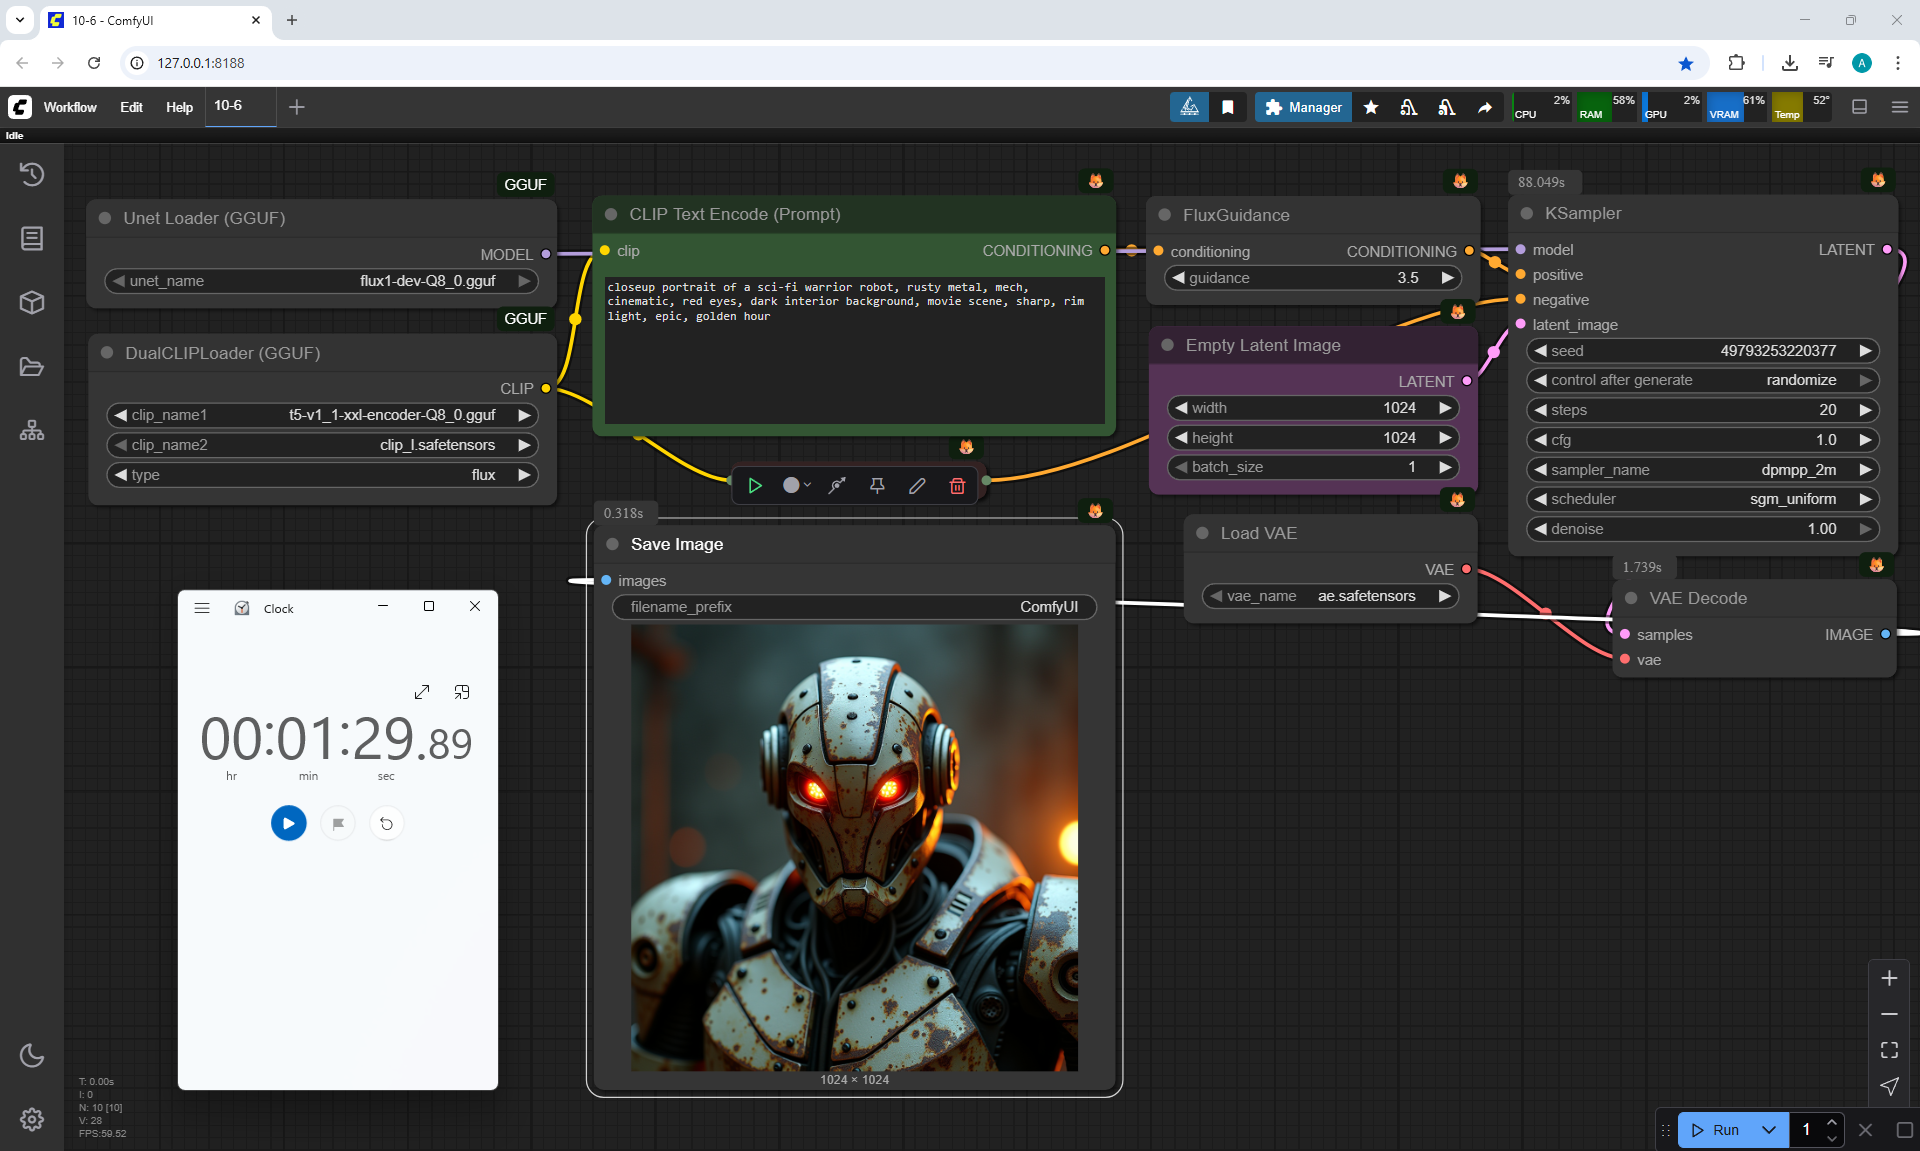 10-6 - ComfyUI
127.0.0.1:8188
Workflow Edit Help 10-6
Manager
CPU 2% RAM 58% GPU 2% VRAM 61% Temp 52°
Idle
GGUF
Unet Loader (GGUF)
MODEL
unet_name flux1-dev-Q8_0.gguf
GGUF
DualCLIPLoader (GGUF)
CLIP
clip_name1 t5-v1_1-xxl-encoder-Q8_0.gguf
clip_name2 clip_l.safetensors
type flux
CLIP Text Encode (Prompt)
clip CONDITIONING
closeup portrait of a sci-fi warrior robot, rusty metal, mech,
cinematic, red eyes, dark interior background, movie scene, sharp, rim
light, epic, golden hour
FluxGuidance
conditioning CONDITIONING
guidance 3.5
Empty Latent Image
LATENT
width 1024
height 1024
batch_size 1
88.049s
KSampler
model LATENT
positive
negative
latent_image
seed 49793253220377
control after generate randomize
steps 20
cfg 1.0
sampler_name dpmpp_2m
scheduler sgm_uniform
denoise 1.00
0.318s
Save Image
images
filename_prefix ComfyUI
1024 × 1024
Load VAE
VAE
vae_name ae.safetensors
1.739s
VAE Decode
samples IMAGE
vae
Clock
00:01:29.89
hr min sec
T: 0.00s
I: 0
N: 10 [10]
V: 28
FPS:59.52
Run 1
A